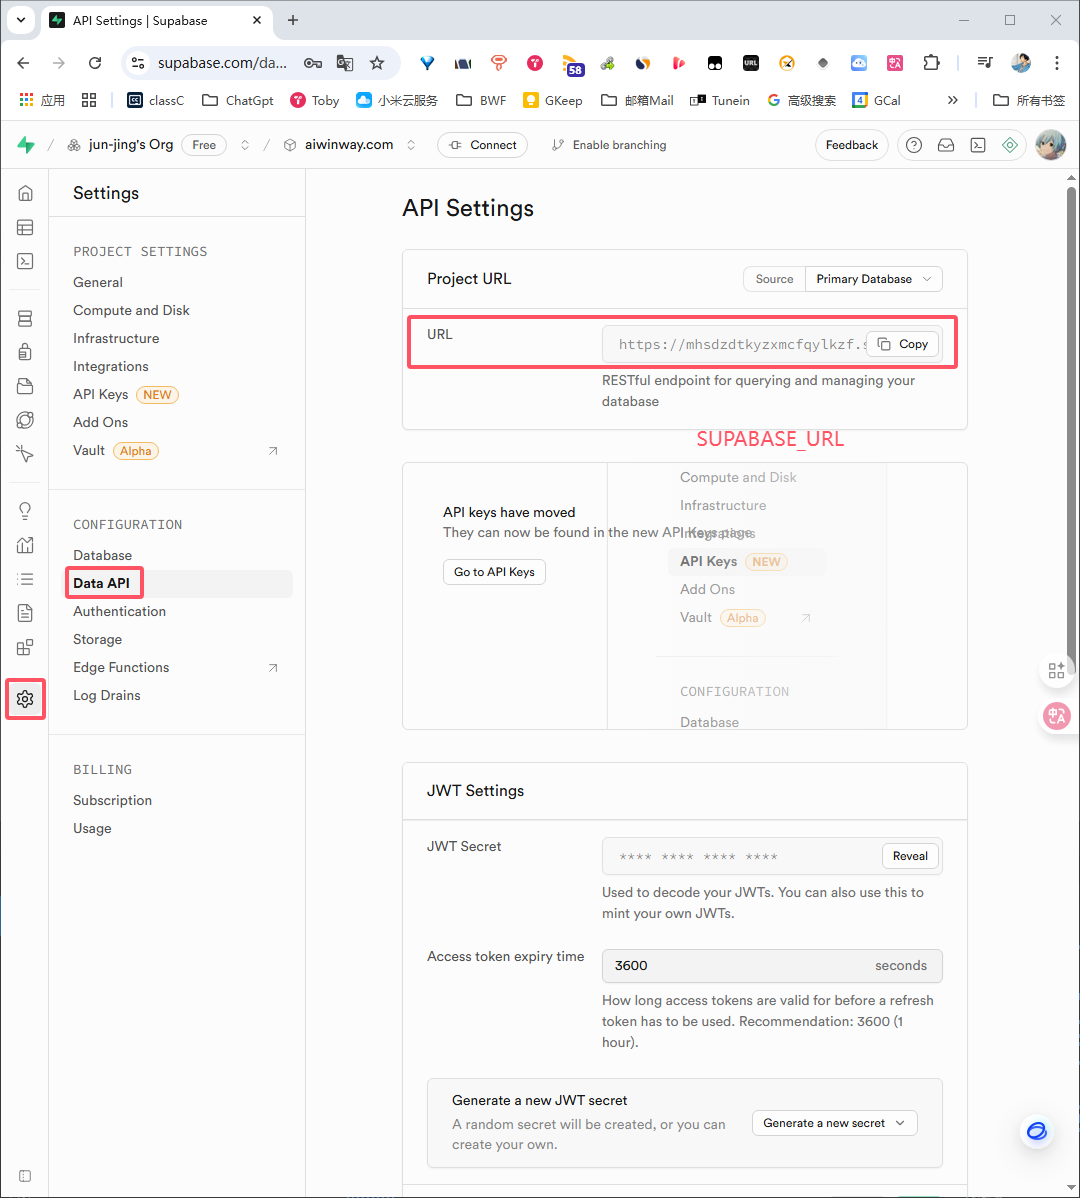 API Settings | Supabase
supabase.com/da...
58
URL
应用
classC
ChatGpt
Toby
小米云服务
BWF
GKeep
邮箱Mail
Tunein
高级搜索
GCal
所有书签
jun-jing's Org Free
aiwinway.com
Connect
Enable branching
Feedback
Settings
PROJECT SETTINGS
General
Compute and Disk
Infrastructure
Integrations
API Keys NEW
Add Ons
Vault Alpha
CONFIGURATION
Database
Data API
Authentication
Storage
Edge Functions
Log Drains
BILLING
Subscription
Usage
API Settings
Project URL
Source Primary Database
URL
https://mhsdzdtkyzxmcfqylkzf.s
Copy
RESTful endpoint for querying and managing your
database
SUPABASE_URL
API keys have moved
They can now be found in the new API Keys page
Go to API Keys
Compute and Disk
Infrastructure
Integrations
API Keys NEW
Add Ons
Vault Alpha
CONFIGURATION
Database
JWT Settings
JWT Secret
**** **** **** ****
Reveal
Used to decode your JWTs. You can also use this to
mint your own JWTs.
Access token expiry time
3600 seconds
How long access tokens are valid for before a refresh
token has to be used. Recommendation: 3600 (1
hour).
Generate a new JWT secret
A random secret will be created, or you can
create your own.
Generate a new secret